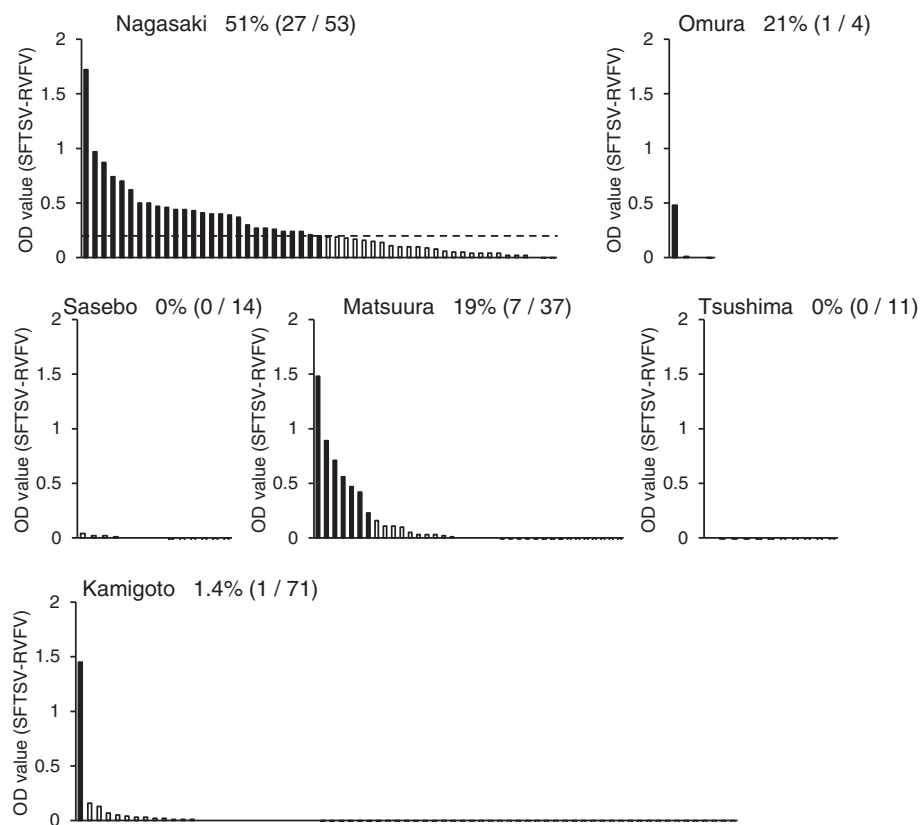 Nagasaki 51% (27 / 53)
OD value (SFTSV-RVFV)
2
1.5
1
0.5
0
Omura 21% (1 / 4)
OD value (SFTSV-RVFV)
2
1.5
1
0.5
0
Sasebo 0% (0 / 14)
OD value (SFTSV-RVFV)
2
1.5
1
0.5
0
Matsuura 19% (7 / 37)
OD value (SFTSV-RVFV)
2
1.5
1
0.5
0
Tsushima 0% (0 / 11)
OD value (SFTSV-RVFV)
2
1.5
1
0.5
0
Kamigoto 1.4% (1 / 71)
OD value (SFTSV-RVFV)
2
1.5
1
0.5
0